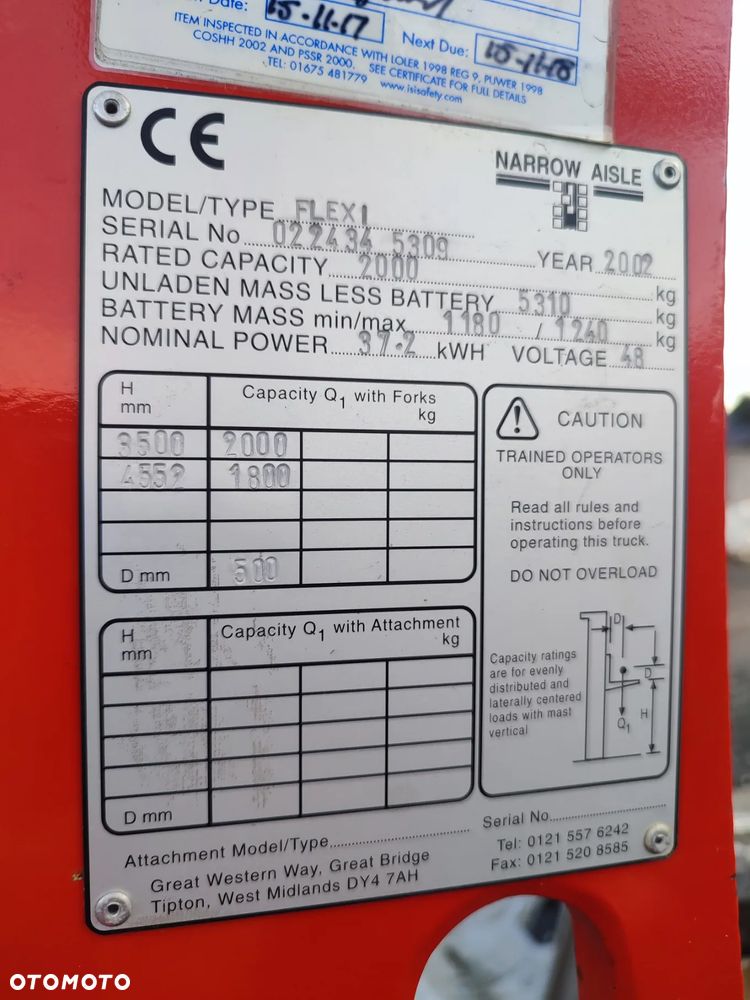 Date: 15-11-17
Next Due: 15-11-18
ITEM INSPECTED IN ACCORDANCE WITH LOLER 1998 REG 9, PUWER 1998
COSHH 2002 AND PSSR 2000. SEE CERTIFICATE FOR FULL DETAILS
TEL: 01675 481779 www.isisafety.com
CE
NARROW AISLE
MODEL/TYPE FLEXI
SERIAL No 022434 5309 YEAR 2002
RATED CAPACITY 2000 kg
UNLADEN MASS LESS BATTERY 5310 kg
BATTERY MASS min/max 1180 / 1240 kg
NOMINAL POWER 37.2 kWH VOLTAGE 48
H mm
Capacity Q1 with Forks kg
3500 2000
4552 1800
D mm 500
CAUTION
TRAINED OPERATORS
ONLY
Read all rules and
instructions before
operating this truck.
DO NOT OVERLOAD
Capacity ratings
are for evenly
distributed and
laterally centered
loads with mast
vertical
D
D
Q1 H
H mm
Capacity Q1 with Attachment kg
D mm
Attachment Model/Type Serial No
Great Western Way, Great Bridge
Tipton, West Midlands DY4 7AH
Tel: 0121 557 6242
Fax: 0121 520 8585
OTOMOTO